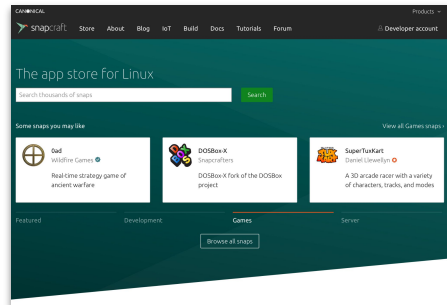 CANONICAL
Products
snapcraft Store About Blog IoT Build Docs Tutorials Forum Developer account
The app store for Linux
Search thousands of snaps
Search
Some snaps you may like
View all Games snaps ›
0ad
Wildfire Games
Real-time strategy game of
ancient warfare
DOSBox-X
Snapcrafters
DOSBox-X fork of the DOSBox
project
SuperTuxKart
Daniel Llewellyn
A 3D arcade racer with a variety
of characters, tracks, and modes
Featured Development Games Server
Browse all snaps